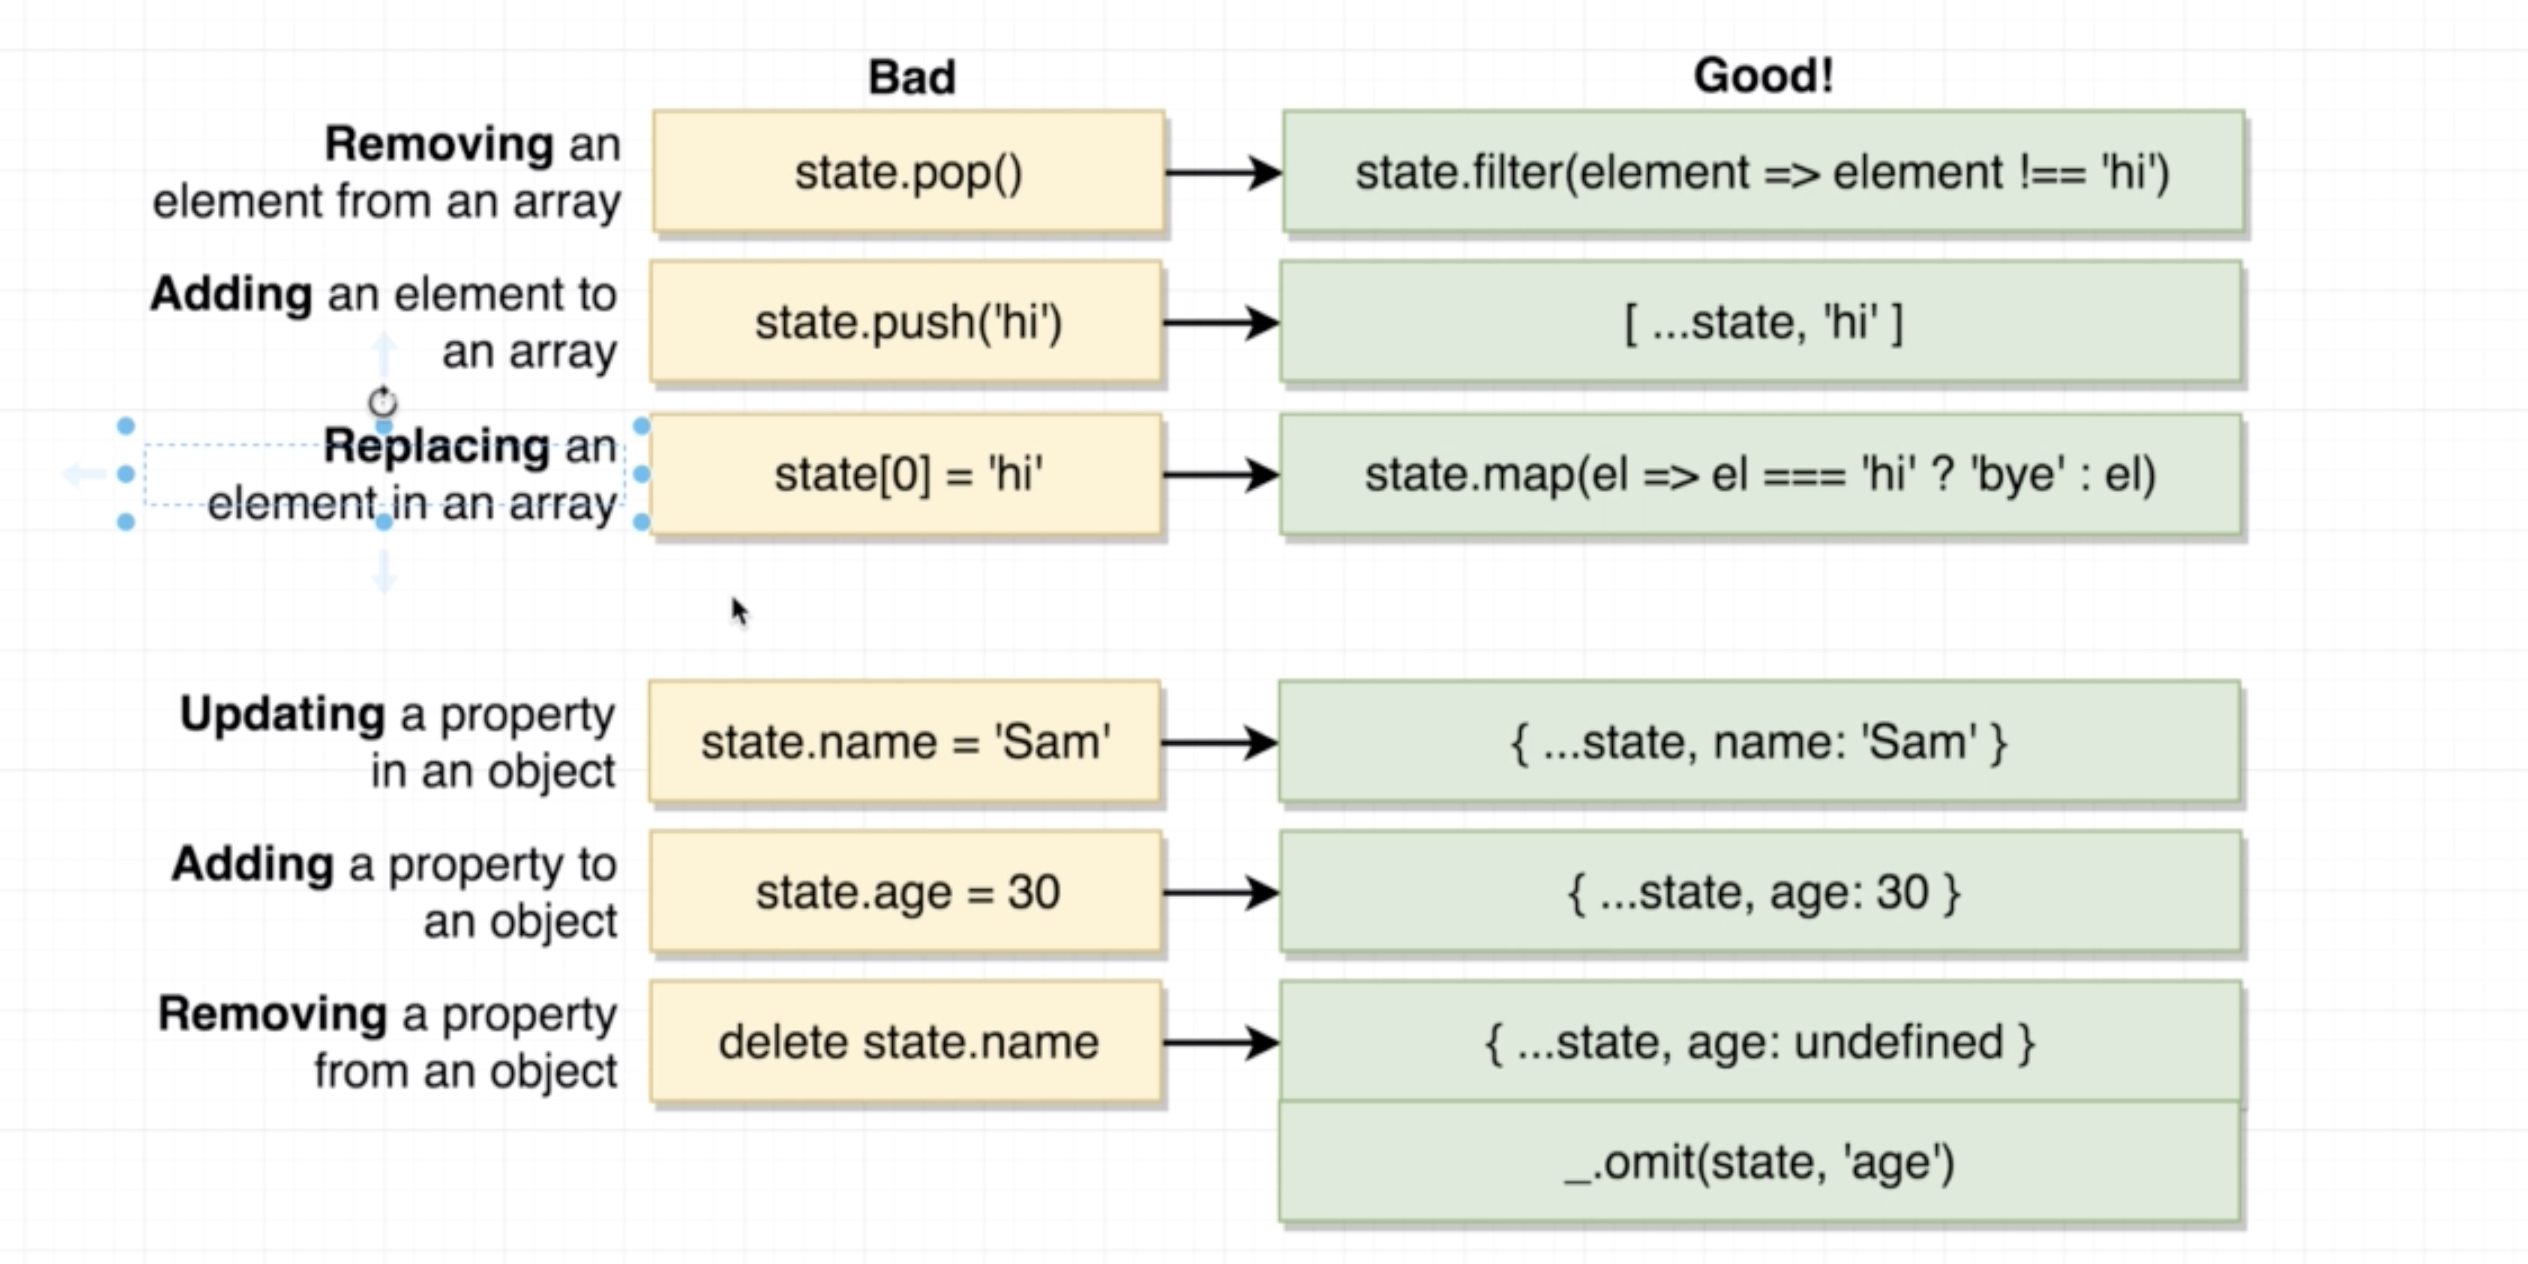 Bad
Good!
Removing an
element from an array
state.pop()
state.filter(element => element !== 'hi')
Adding an element to
an array
state.push('hi')
[ ...state, 'hi' ]
Replacing an
element in an array
state[0] = 'hi'
state.map(el => el === 'hi' ? 'bye' : el)
Updating a property
in an object
state.name = 'Sam'
{ ...state, name: 'Sam' }
Adding a property to
an object
state.age = 30
{ ...state, age: 30 }
Removing a property
from an object
delete state.name
{ ...state, age: undefined }
_.omit(state, 'age')